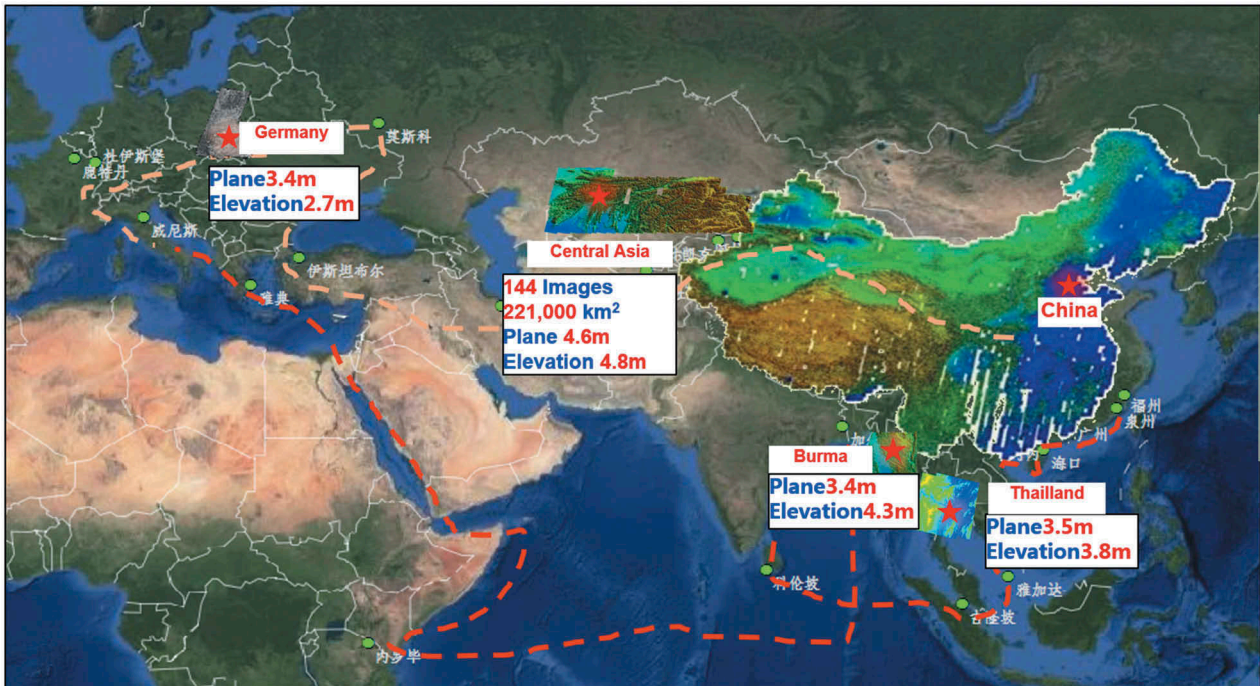 Germany
莫斯科
杜伊斯堡
鹿特丹
Plane3.4m
Elevation2.7m
威尼斯
伊斯坦布尔
雅典
Central Asia
144 Images
221,000 km²
Plane 4.6m
Elevation 4.8m
China
福州
泉州
广州
海口
Burma
Plane3.4m
Elevation4.3m
Thailland
Plane3.5m
Elevation3.8m
科伦坡
雅加达
吉隆坡
内罗毕